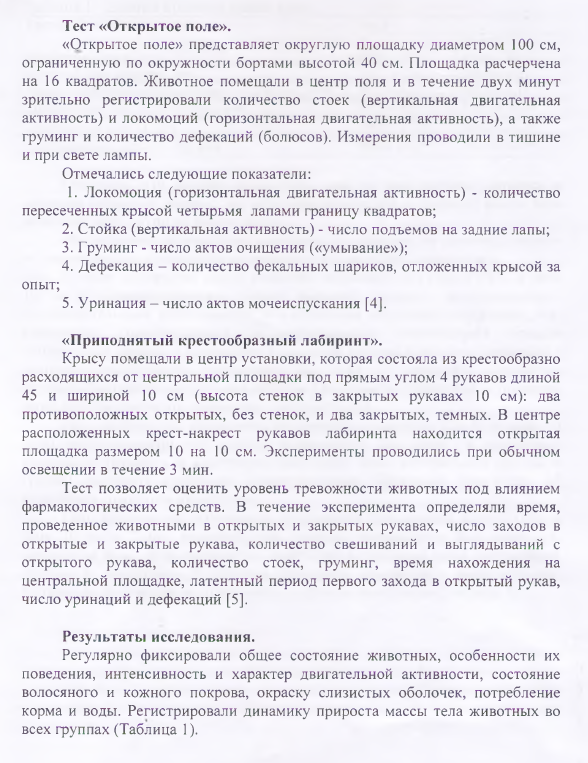 Тест «Открытое поле».
«Открытое поле» представляет округлую площадку диаметром 100 см,
ограниченную по окружности бортами высотой 40 см. Площадка расчерчена
на 16 квадратов. Животное помещали в центр поля и в течение двух минут
зрительно регистрировали количество стоек (вертикальная двигательная
активность) и локомоций (горизонтальная двигательная активность), а также
груминг и количество дефекаций (болюсов). Измерения проводили в тишине
и при свете лампы.
Отмечались следующие показатели:
1. Локомоция (горизонтальная двигательная активность) - количество
пересеченных крысой четырьмя лапами границу квадратов;
2. Стойка (вертикальная активность) - число подъемов на задние лапы;
3. Груминг - число актов очищения («умывание»);
4. Дефекация – количество фекальных шариков, отложенных крысой за
опыт;
5. Уринация – число актов мочеиспускания [4].
«Приподнятый крестообразный лабиринт».
Крысу помещали в центр установки, которая состояла из крестообразно
расходящихся от центральной площадки под прямым углом 4 рукавов длиной
45 и шириной 10 см (высота стенок в закрытых рукавах 10 см): два
противоположных открытых, без стенок, и два закрытых, темных. В центре
расположенных крест-накрест рукавов лабиринта находится открытая
площадка размером 10 на 10 см. Эксперименты проводились при обычном
освещении в течение 3 мин.
Тест позволяет оценить уровень тревожности животных под влиянием
фармакологических средств. В течение эксперимента определяли время,
проведенное животными в открытых и закрытых рукавах, число заходов в
открытые и закрытые рукава, количество свешиваний и выглядываний с
открытого рукава, количество стоек, груминг, время нахождения на
центральной площадке, латентный период первого захода в открытый рукав,
число уринаций и дефекаций [5].
Результаты исследования.
Регулярно фиксировали общее состояние животных, особенности их
поведения, интенсивность и характер двигательной активности, состояние
волосяного и кожного покрова, окраску слизистых оболочек, потребление
корма и воды. Регистрировали динамику прироста массы тела животных во
всех группах (Таблица 1).